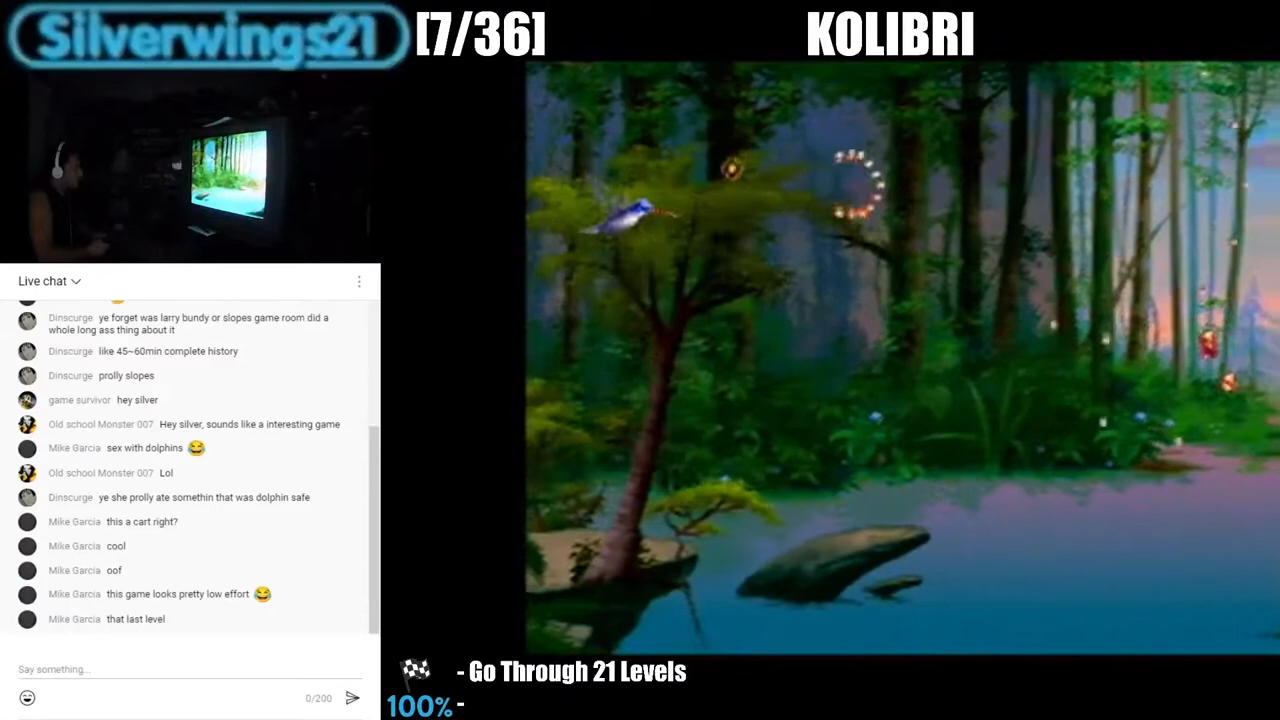 Silverwings21
[7/36]
KOLIBRI
Live chat
Dinscurge ye forget was larry bundy or slopes game room did a
whole long ass thing about it
Dinscurge like 45~60min complete history
Dinscurge prolly slopes
game survivor hey silver
Old school Monster 007 Hey silver, sounds like a interesting game
Mike Garcia sex with dolphins 😂
Old school Monster 007 Lol
Dinscurge ye she prolly ate somethin that was dolphin safe
Mike Garcia this a cart right?
Mike Garcia cool
Mike Garcia oof
Mike Garcia this game looks pretty low effort 😂
Mike Garcia that last level
Say something...
0/200
- Go Through 21 Levels
100% -